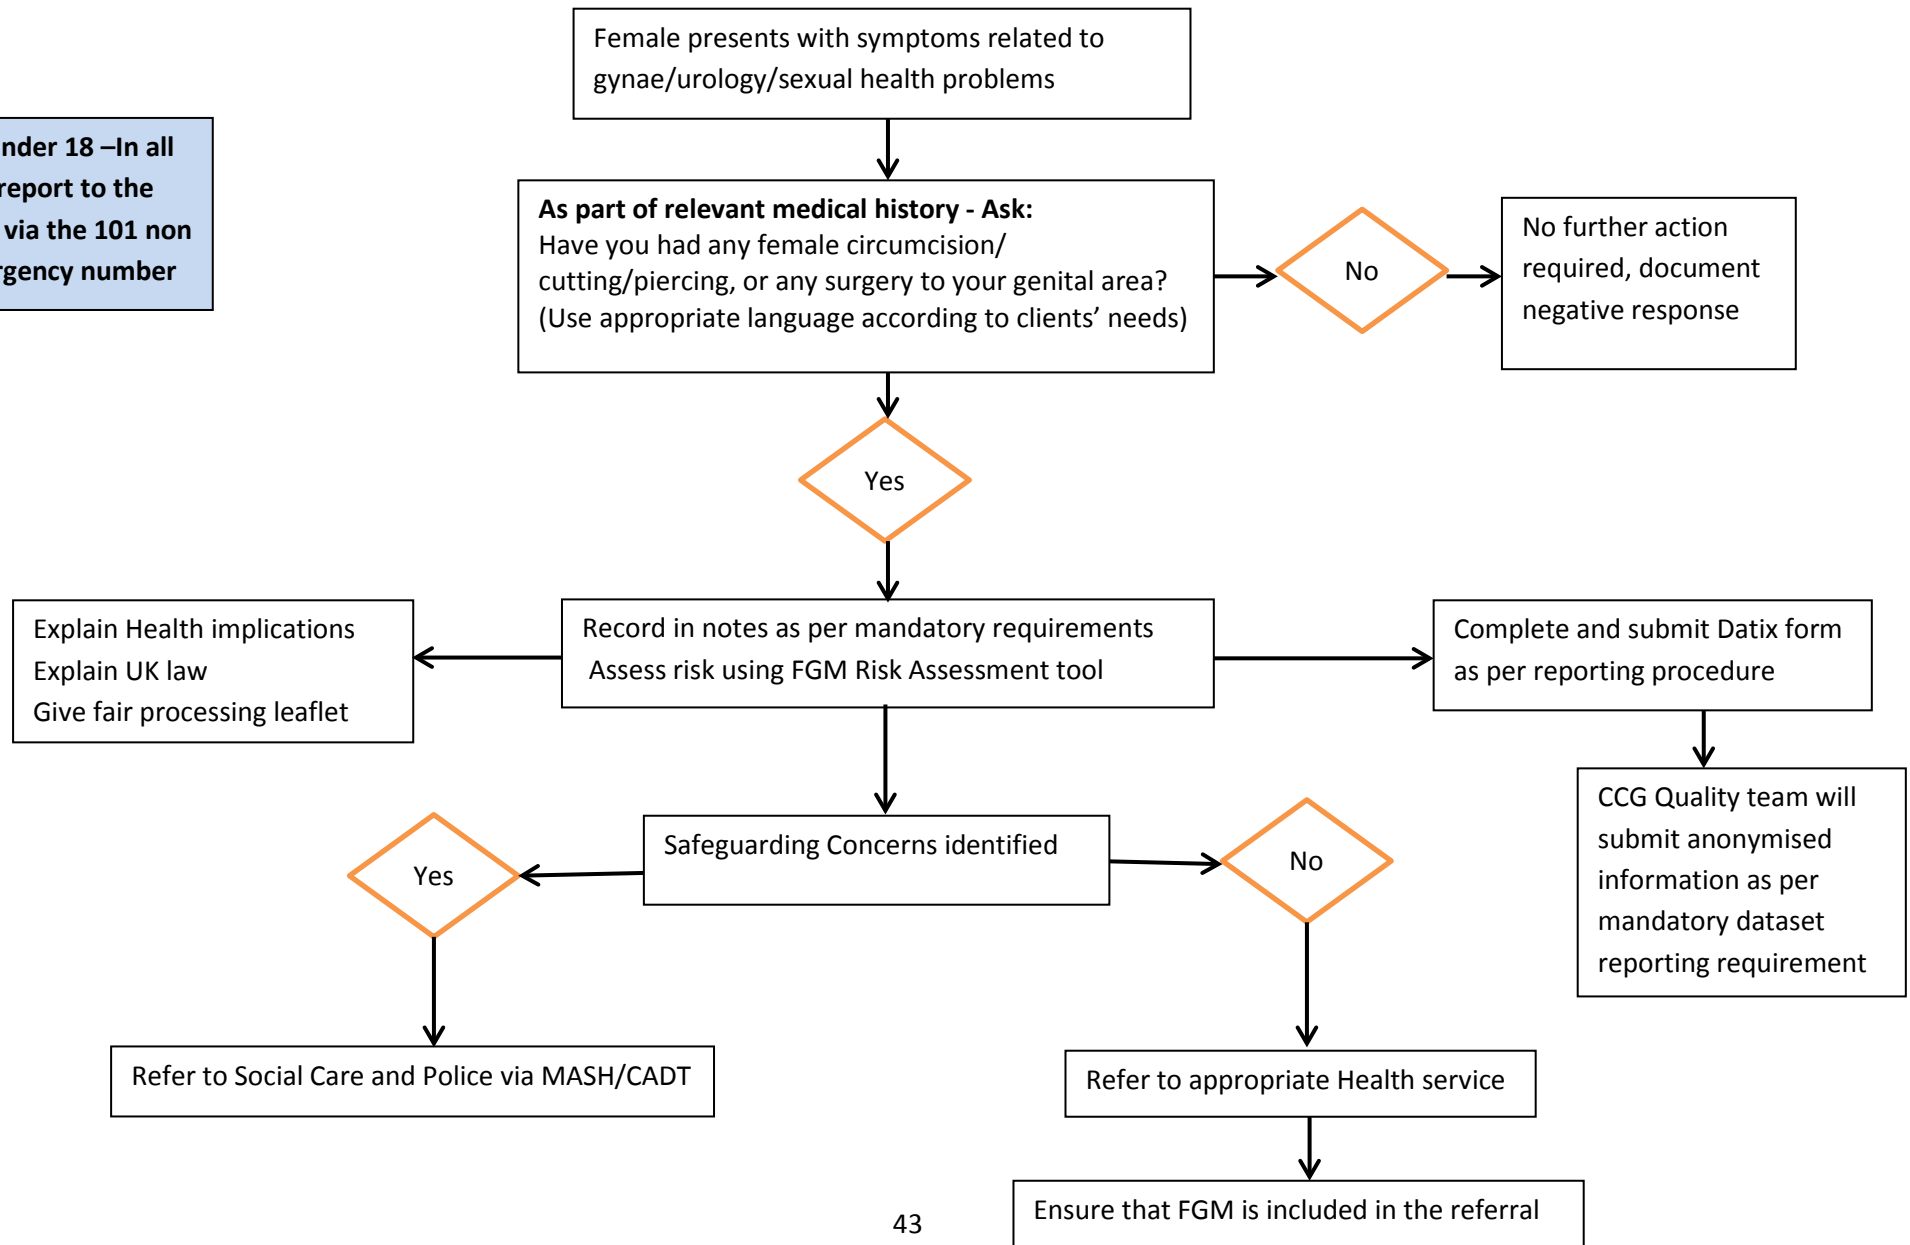 Female presents with symptoms related to
gynae/urology/sexual health problems
nder 18 –In all
report to the
via the 101 non
rgency number
As part of relevant medical history - Ask:
Have you had any female circumcision/
cutting/piercing, or any surgery to your genital area?
(Use appropriate language according to clients’ needs)
No
No further action
required, document
negative response
Yes
Explain Health implications
Explain UK law
Give fair processing leaflet
Record in notes as per mandatory requirements
Assess risk using FGM Risk Assessment tool
Complete and submit Datix form
as per reporting procedure
CCG Quality team will
submit anonymised
information as per
mandatory dataset
reporting requirement
Safeguarding Concerns identified
Yes
No
Refer to Social Care and Police via MASH/CADT
Refer to appropriate Health service
Ensure that FGM is included in the referral
43